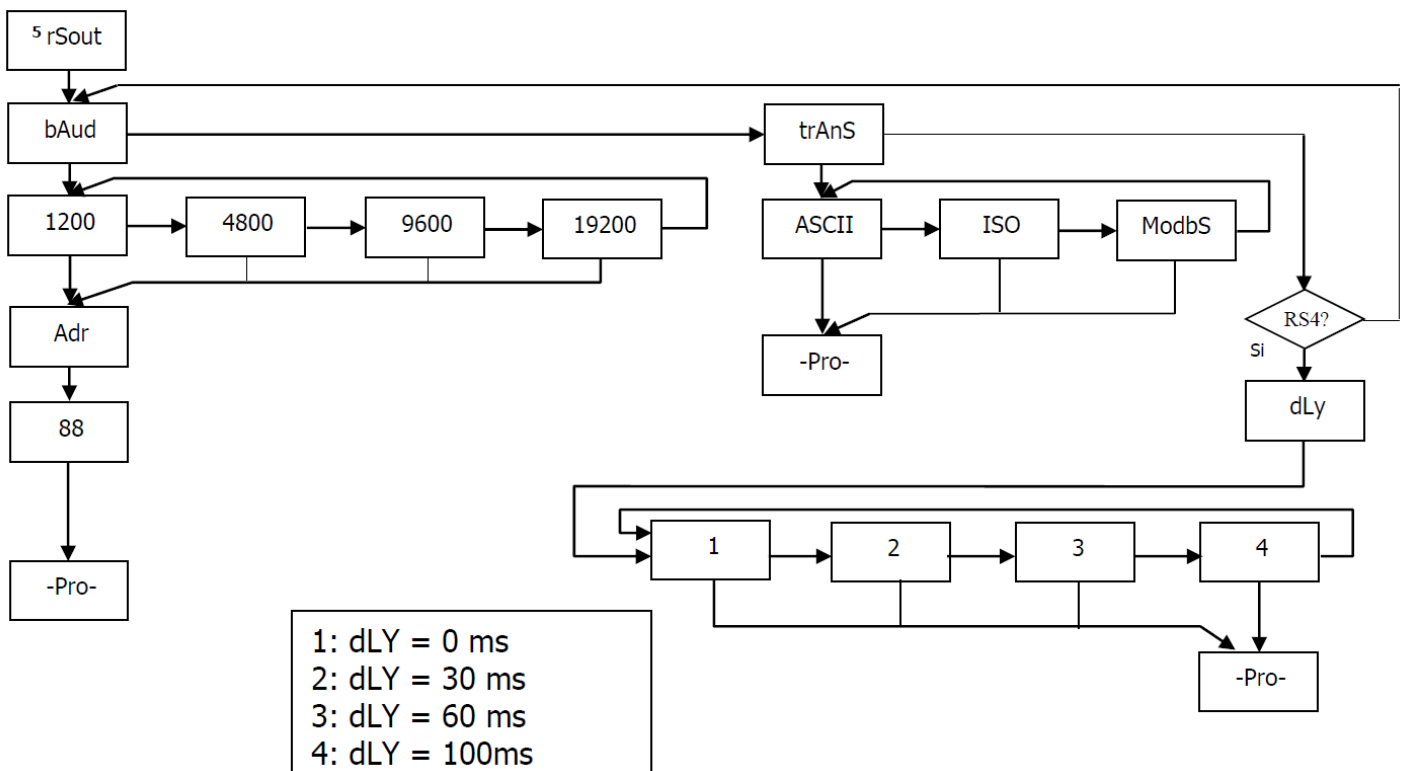 5 rSout
bAud
trAnS
1200
4800
9600
19200
ASCII
ISO
ModbS
Adr
RS4?
Si
-Pro-
dLy
88
1
2
3
4
-Pro-
-Pro-
1: dLY = 0 ms
2: dLY = 30 ms
3: dLY = 60 ms
4: dLY = 100ms